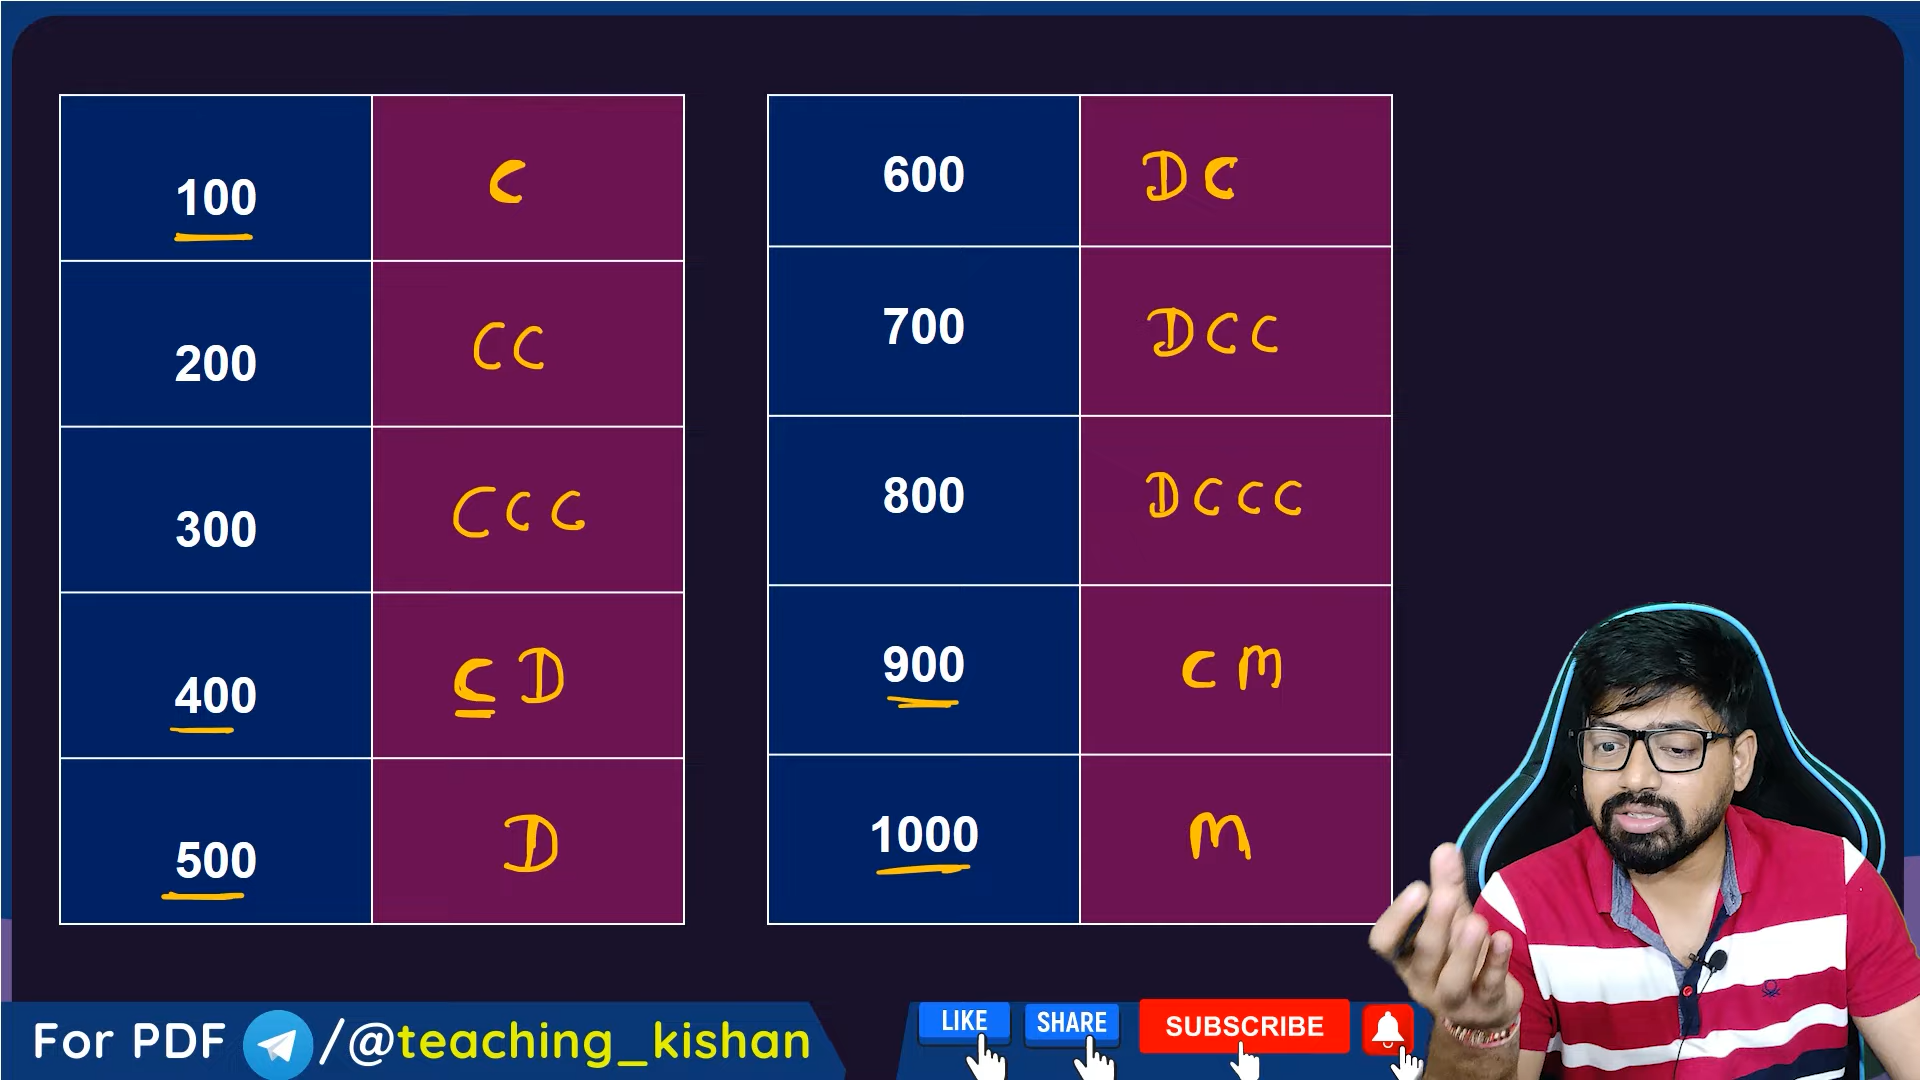 100 C
200 CC
300 CCC
400 CD
500 D
600 DC
700 DCC
800 DCCC
900 CM
1000 M
For PDF /@teaching_kishan
LIKE SHARE SUBSCRIBE